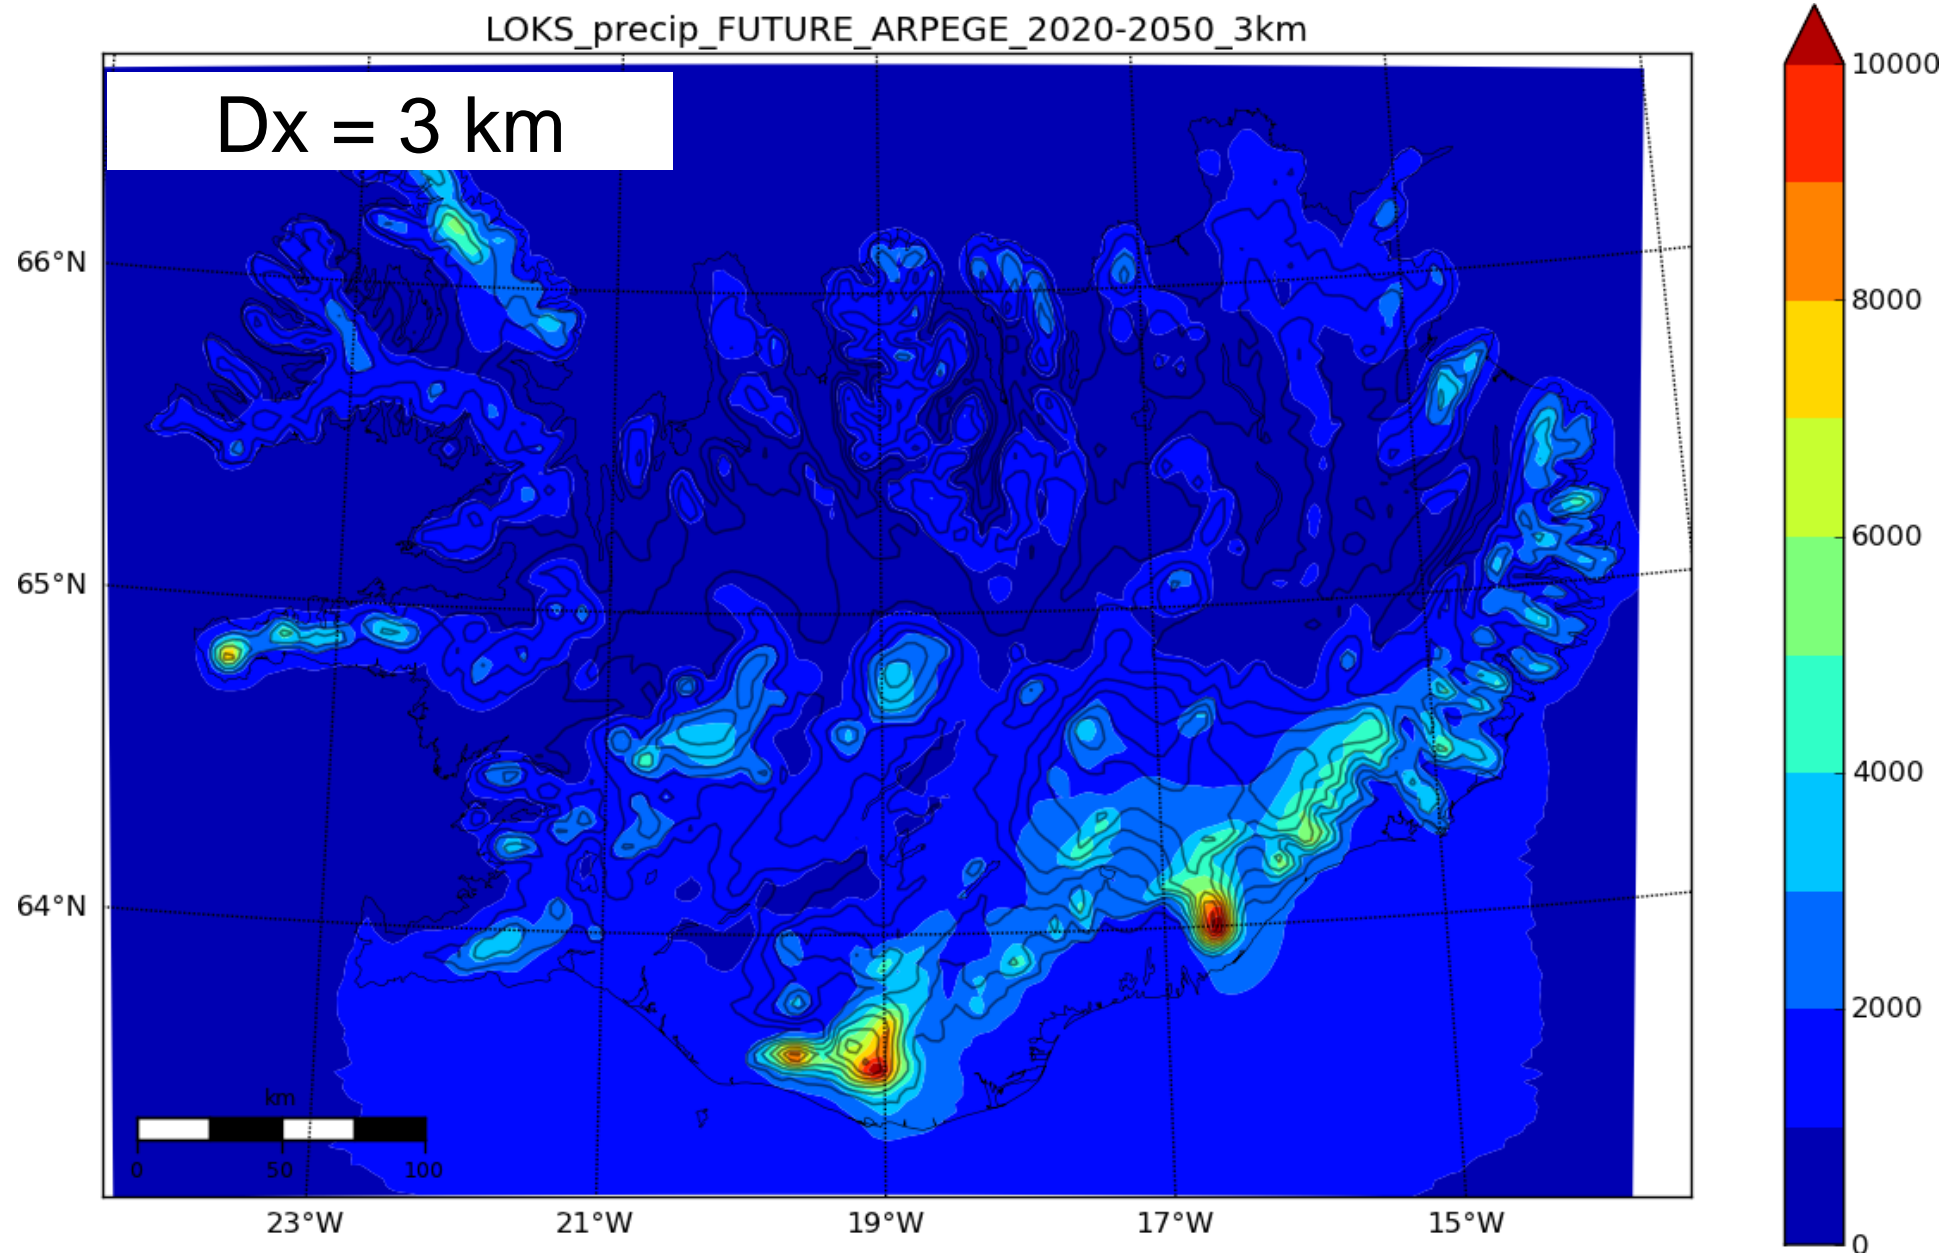 LOKS_precip_FUTURE_ARPEGE_2020-2050_3km
Dx = 3 km
10000
8000
6000
4000
2000
0
66°N
65°N
64°N
km
0 50 100
23°W 21°W 19°W 17°W 15°W